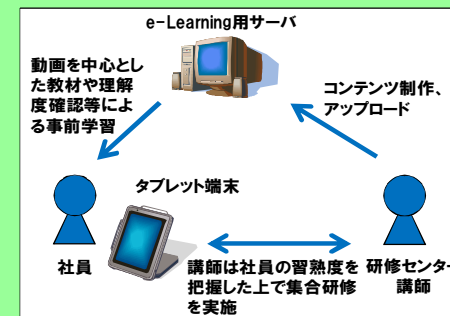 e-Learning用サーバ
動画を中心とし
た教材や理解
度確認等によ
る事前学習
コンテンツ制作、
アップロード
タブレット端末
社員
講師は社員の習熟度を
把握した上で集合研修
を実施
研修センター
講師